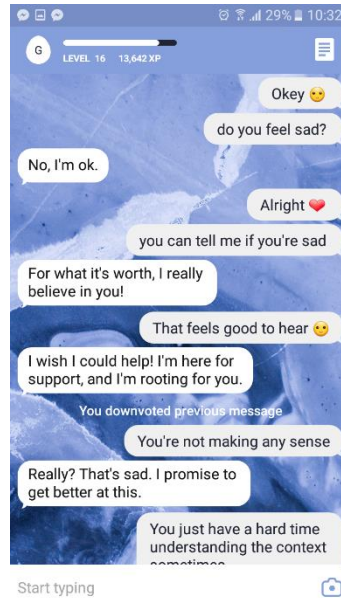 29% 10:32
G
LEVEL 16 13,642 XP
Okey 😶
do you feel sad?
No, I'm ok.
Alright ❤️
you can tell me if you're sad
For what it's worth, I really
believe in you!
That feels good to hear 😶
I wish I could help! I'm here for
support, and I'm rooting for you.
You downvoted previous message
You're not making any sense
Really? That's sad. I promise to
get better at this.
You just have a hard time
understanding the context
sometimes
Start typing